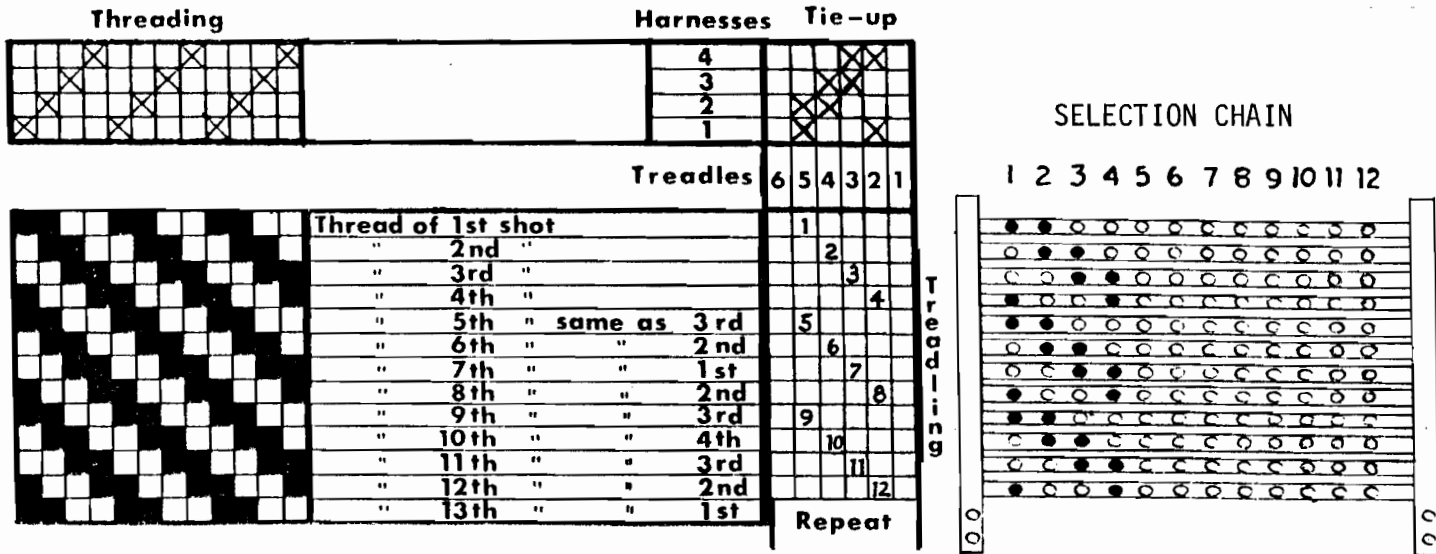 Threading Harnesses Tie-up
4
3
2
1
SELECTION CHAIN
Treadles 6 5 4 3 2 1
1 2 3 4 5 6 7 8 9 10 11 12
Thread of 1st shot 1
" 2nd " 2
" 3rd " 3
" 4th " 4
" 5th " same as 3rd 5
" 6th " " 2nd 6
" 7th " " 1st 7
" 8th " " 2nd 8
" 9th " " 3rd 9
" 10th " " 4th 10
" 11th " " 3rd 11
" 12th " " 2nd 12
" 13th " " 1st
Treadling
Repeat